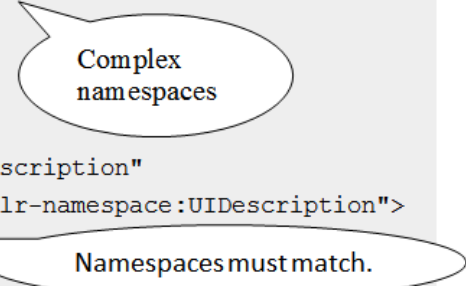 Complex
namespaces
scription"
lr-namespace:UIDescription">
Namespaces must match.